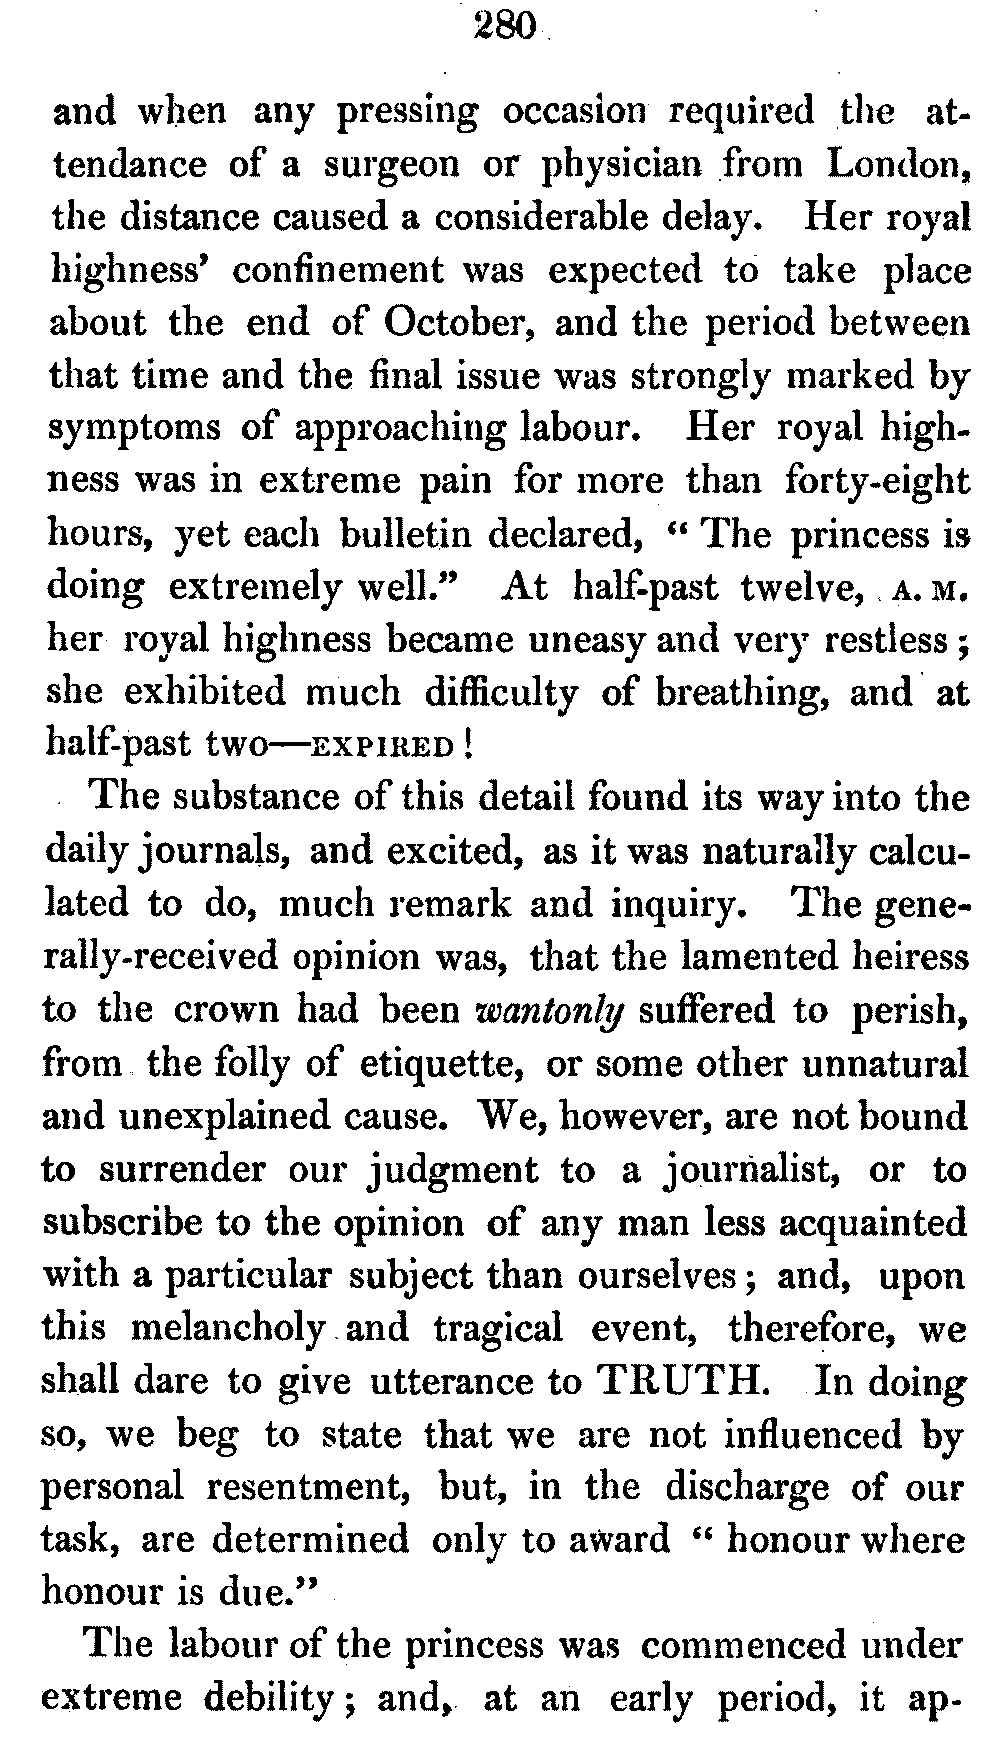 280
and when any pressing occasion required the at-
tendance of a surgeon or physician from London,
the distance caused a considerable delay. Her royal
highness’ confinement was expected to take place
about the end of October, and the period between
that time and the final issue was strongly marked by
symptoms of approaching labour. Her royal high-
ness was in extreme pain for more than forty-eight
hours, yet each bulletin declared, “ The princess is
doing extremely well.” At half-past twelve, A. M.
her royal highness became uneasy and very restless ;
she exhibited much difficulty of breathing, and at
half-past two—EXPIRED !
The substance of this detail found its way into the
daily journals, and excited, as it was naturally calcu-
lated to do, much remark and inquiry. The gene-
rally-received opinion was, that the lamented heiress
to the crown had been wantonly suffered to perish,
from the folly of etiquette, or some other unnatural
and unexplained cause. We, however, are not bound
to surrender our judgment to a journalist, or to
subscribe to the opinion of any man less acquainted
with a particular subject than ourselves ; and, upon
this melancholy and tragical event, therefore, we
shall dare to give utterance to TRUTH. In doing
so, we beg to state that we are not influenced by
personal resentment, but, in the discharge of our
task, are determined only to award “ honour where
honour is due.”
The labour of the princess was commenced under
extreme debility ; and, at an early period, it ap-